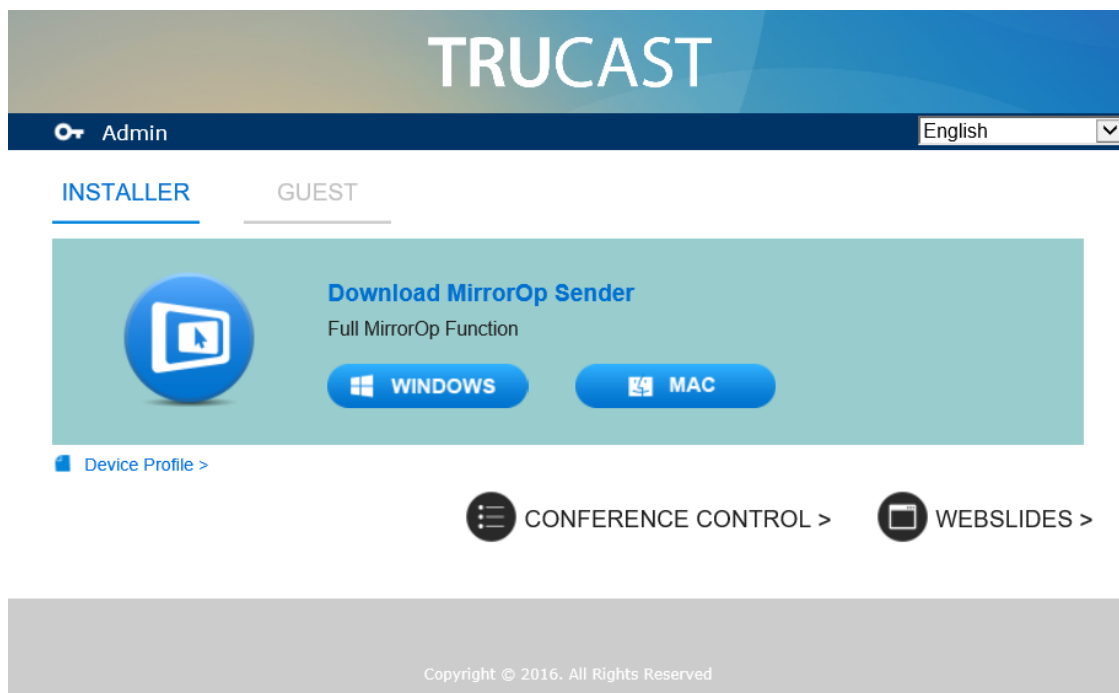 TRUCAST
Admin
English
INSTALLER GUEST
Download MirrorOp Sender
Full MirrorOp Function
WINDOWS MAC
Device Profile >
CONFERENCE CONTROL > WEBSLIDES >
Copyright © 2016. All Rights Reserved